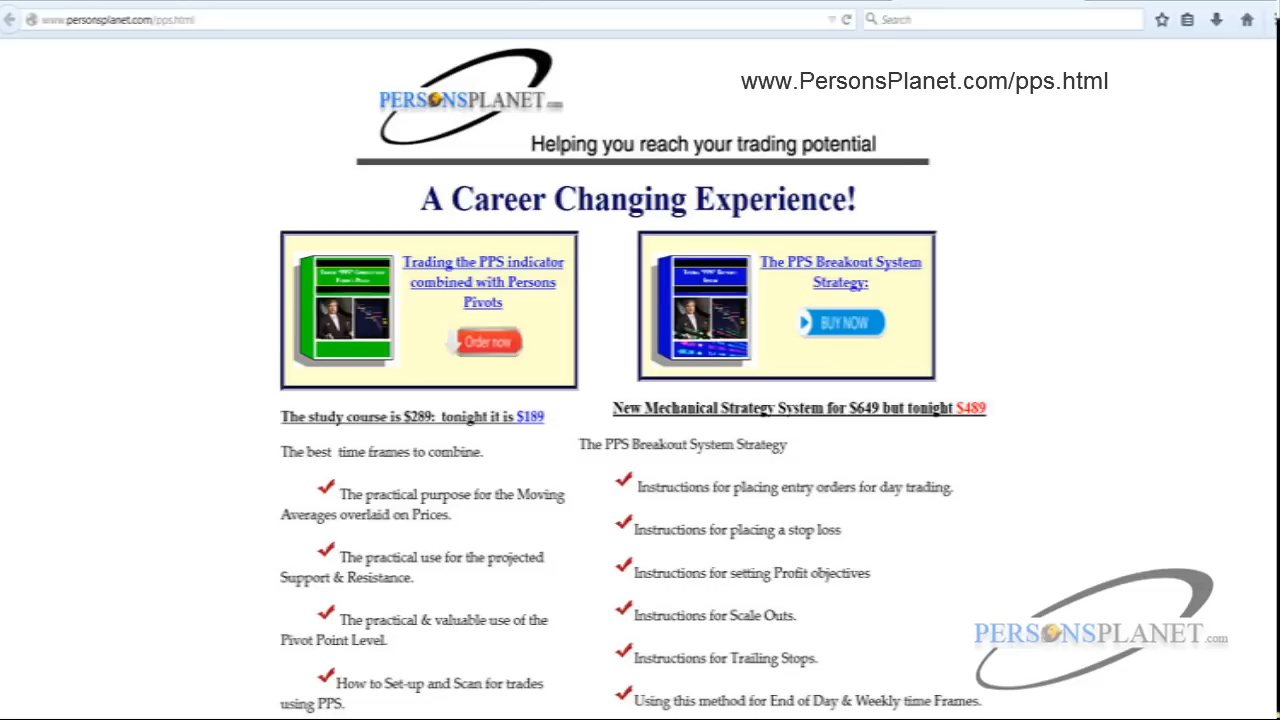 www.personsplanet.com/pps.html
Search
www.PersonsPlanet.com/pps.html
PERSONSPLANET.com
Helping you reach your trading potential
A Career Changing Experience!
Trading the PPS indicator
combined with Persons
Pivots
Order now
The PPS Breakout System
Strategy:
BUY NOW
The study course is $289: tonight it is $189
The best time frames to combine.
The practical purpose for the Moving
Averages overlaid on Prices.
The practical use for the projected
Support & Resistance.
The practical & valuable use of the
Pivot Point Level.
How to Set-up and Scan for trades
using PPS.
New Mechanical Strategy System for $649 but tonight $489
The PPS Breakout System Strategy
Instructions for placing entry orders for day trading.
Instructions for placing a stop loss
Instructions for setting Profit objectives
Instructions for Scale Outs.
Instructions for Trailing Stops.
Using this method for End of Day & Weekly time Frames.
PERSONSPLANET.com